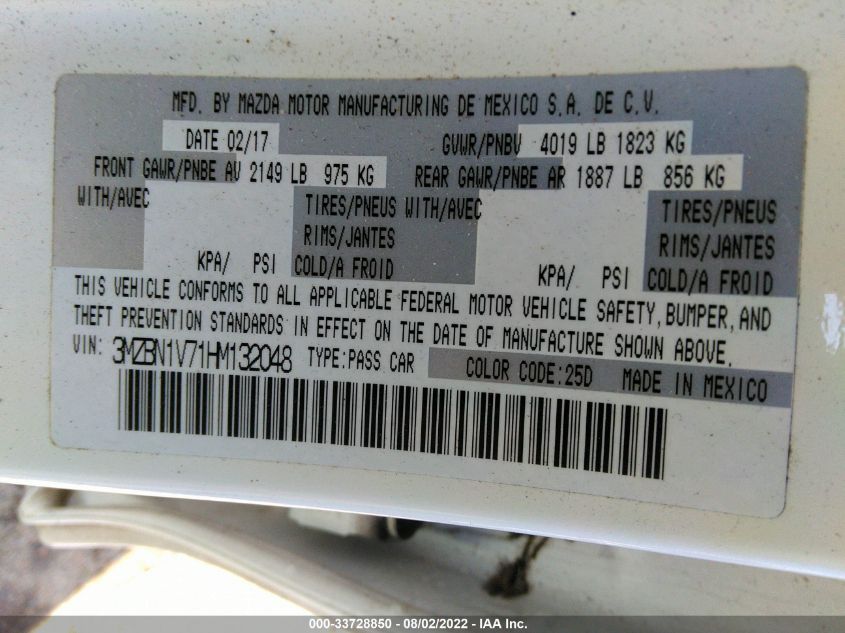 MFD. BY MAZDA MOTOR MANUFACTURING DE MEXICO S.A. DE C.V.
DATE 02/17 GVWR/PNBV 4019 LB 1823 KG
FRONT GAWR/PNBE AV 2149 LB 975 KG REAR GAWR/PNBE AR 1887 LB 856 KG
WITH/AVEC TIRES/PNEUS WITH/AVEC TIRES/PNEUS
RIMS/JANTES RIMS/JANTES
KPA/ PSI COLD/A FROID KPA/ PSI COLD/A FROID
THIS VEHICLE CONFORMS TO ALL APPLICABLE FEDERAL MOTOR VEHICLE SAFETY, BUMPER, AND
THEFT PREVENTION STANDARDS IN EFFECT ON THE DATE OF MANUFACTURE SHOWN ABOVE.
VIN: 3MZBN1V71HM132048 TYPE:PASS CAR COLOR CODE:25D MADE IN MEXICO
000-33728850 - 08/02/2022 - IAA Inc.